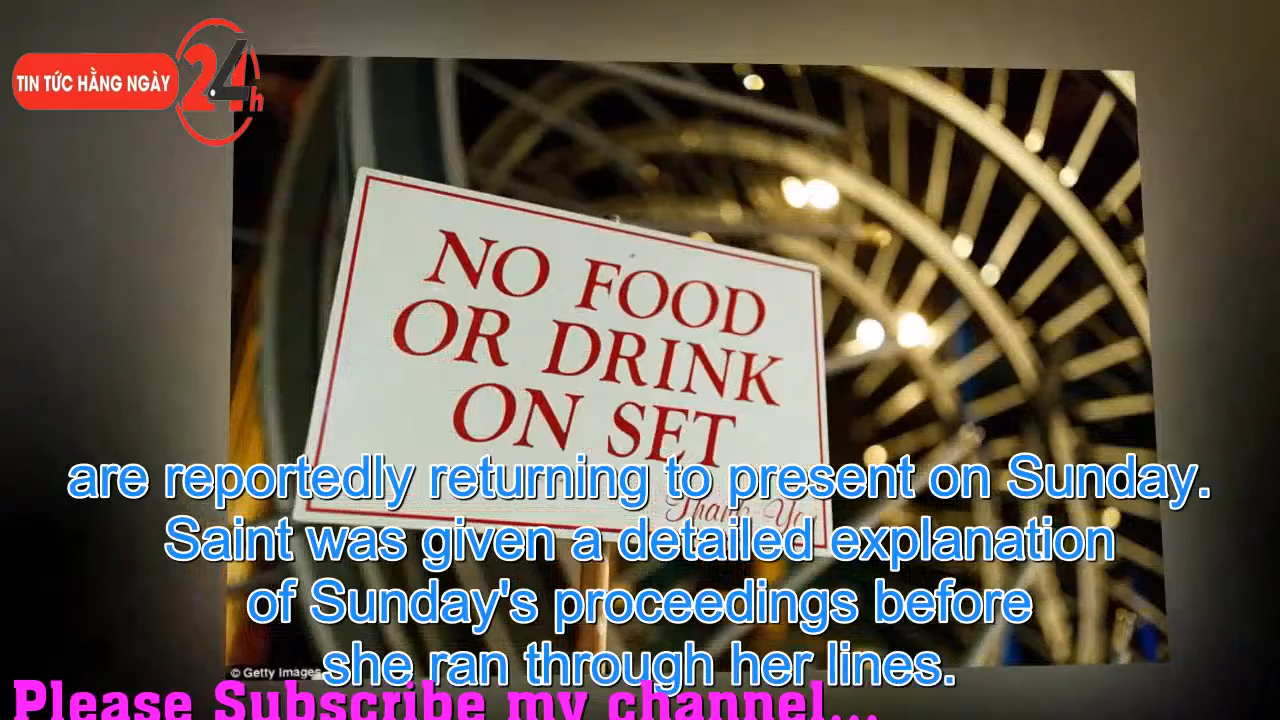 TIN TỨC HẰNG NGÀY
24h
NO FOOD
OR DRINK
ON SET
Thank You
are reportedly returning to present on Sunday.
Saint was given a detailed explanation
of Sunday's proceedings before
she ran through her lines.
© Getty Images
Please Subscribe my channel...